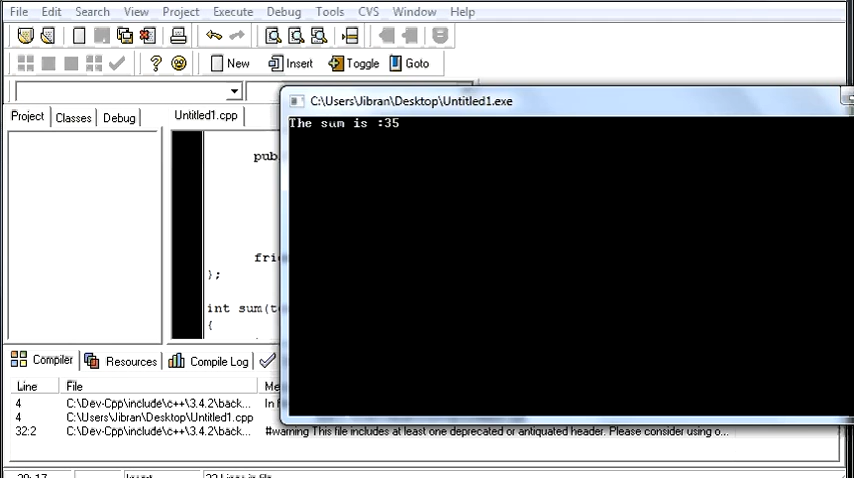 File Edit Search View Project Execute Debug Tools CVS Window Help
New Insert Toggle Goto
C:\Users\Jibran\Desktop\Untitled1.exe
Project Classes Debug Untitled1.cpp
The sum is :35
};
int sum(
{
Compiler Resources Compile Log
Line File
4 C:\Dev-Cpp\include\c++\3.4.2\back... In
4 C:\Users\Jibran\Desktop\Untitled1.cpp
32:2 C:\Dev-Cpp\include\c++\3.4.2\back... #warning This file includes at least one deprecated or antiquated header. Please consider using o...